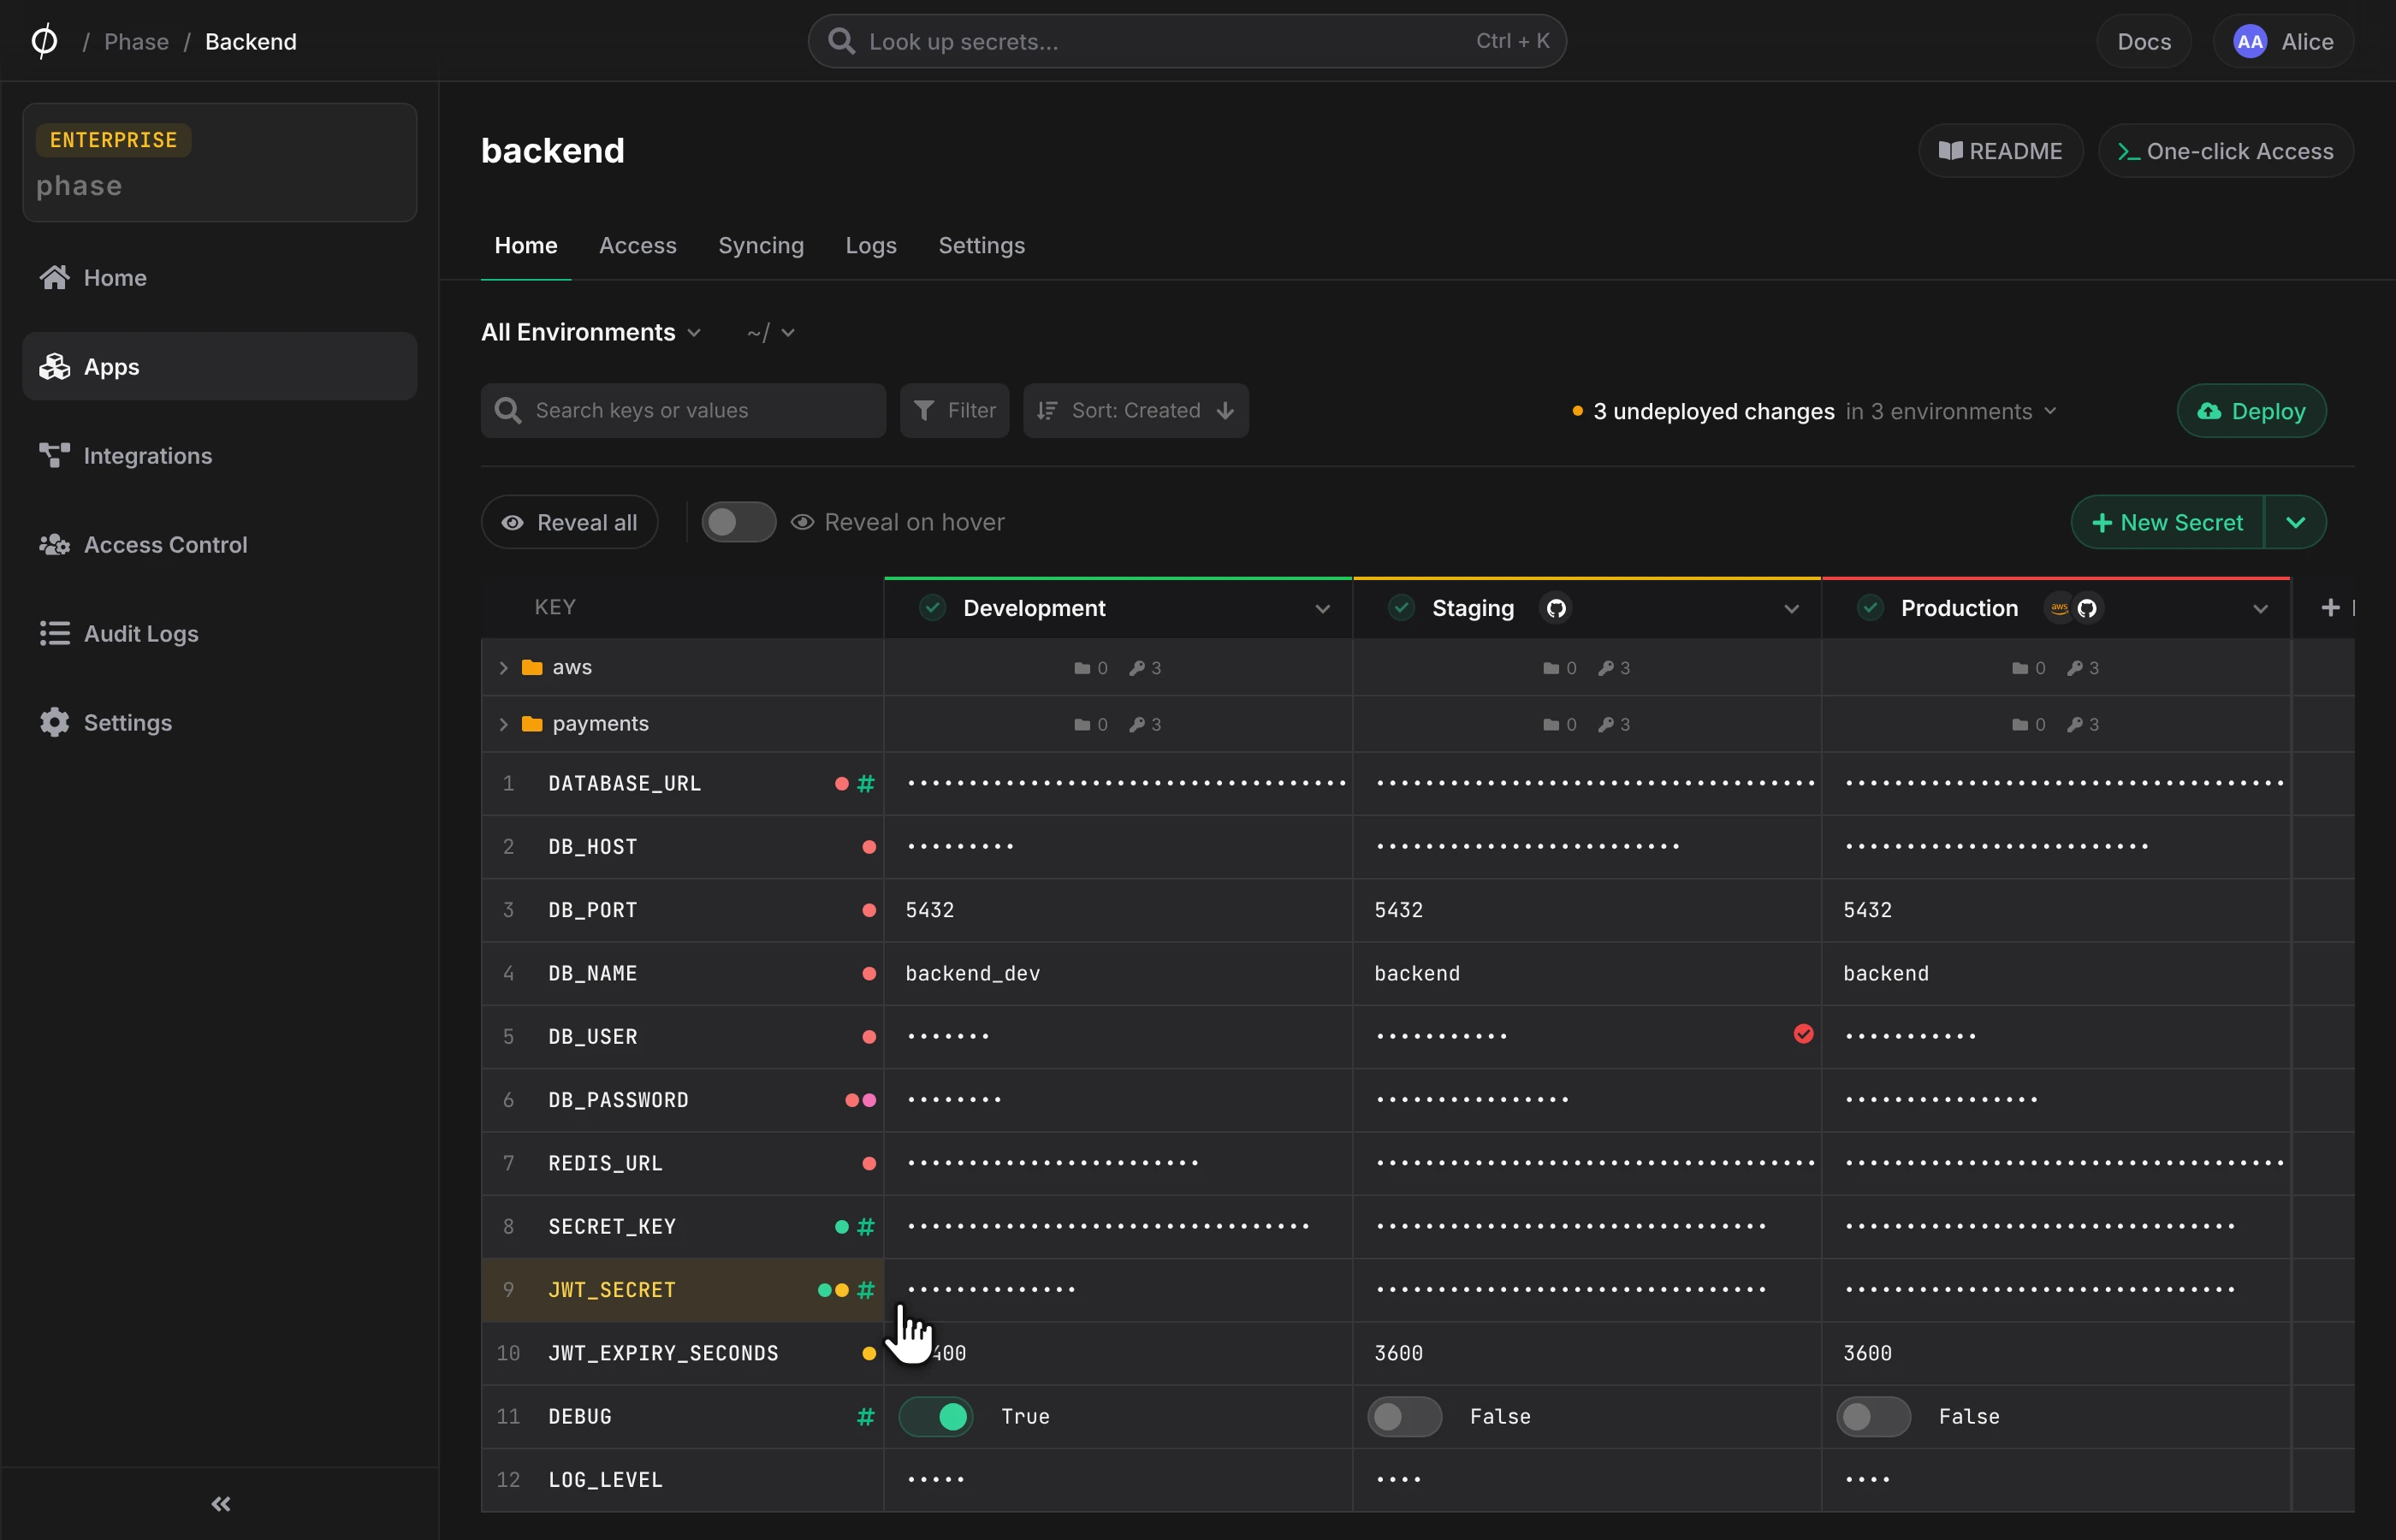 / Phase / Backend
Look up secrets... Ctrl + K
Docs
AA Alice
ENTERPRISE
phase
Home
Apps
Integrations
Access Control
Audit Logs
Settings
backend
README
One-click Access
Home Access Syncing Logs Settings
All Environments ~/
Search keys or values
Filter
Sort: Created
3 undeployed changes in 3 environments
Deploy
Reveal all
Reveal on hover
New Secret
KEY Development Staging Production aws
aws 0 3 0 3 0 3
payments 0 3 0 3 0 3
1 DATABASE_URL # ••••••••••••••••••••••••••••••••• ••••••••••••••••••••••••••••••••• •••••••••••••••••••••••••••••••••
2 DB_HOST ••••••••• ••••••••••••••••••••••••• •••••••••••••••••••••••••
3 DB_PORT 5432 5432 5432
4 DB_NAME backend_dev backend backend
5 DB_USER ••••••• ••••••••••• •••••••••••
6 DB_PASSWORD •••••••• •••••••••••••••• ••••••••••••••••
7 REDIS_URL •••••••••••••••••••••••• ••••••••••••••••••••••••••••••••• •••••••••••••••••••••••••••••••••
8 SECRET_KEY # •••••••••••••••••••••••••••••••• •••••••••••••••••••••••••••••••• ••••••••••••••••••••••••••••••••
9 JWT_SECRET # •••••••••••••• •••••••••••••••••••••••••••••••• ••••••••••••••••••••••••••••••••
10 JWT_EXPIRY_SECONDS 3600 3600
11 DEBUG # True False False
12 LOG_LEVEL ••••• •••• ••••